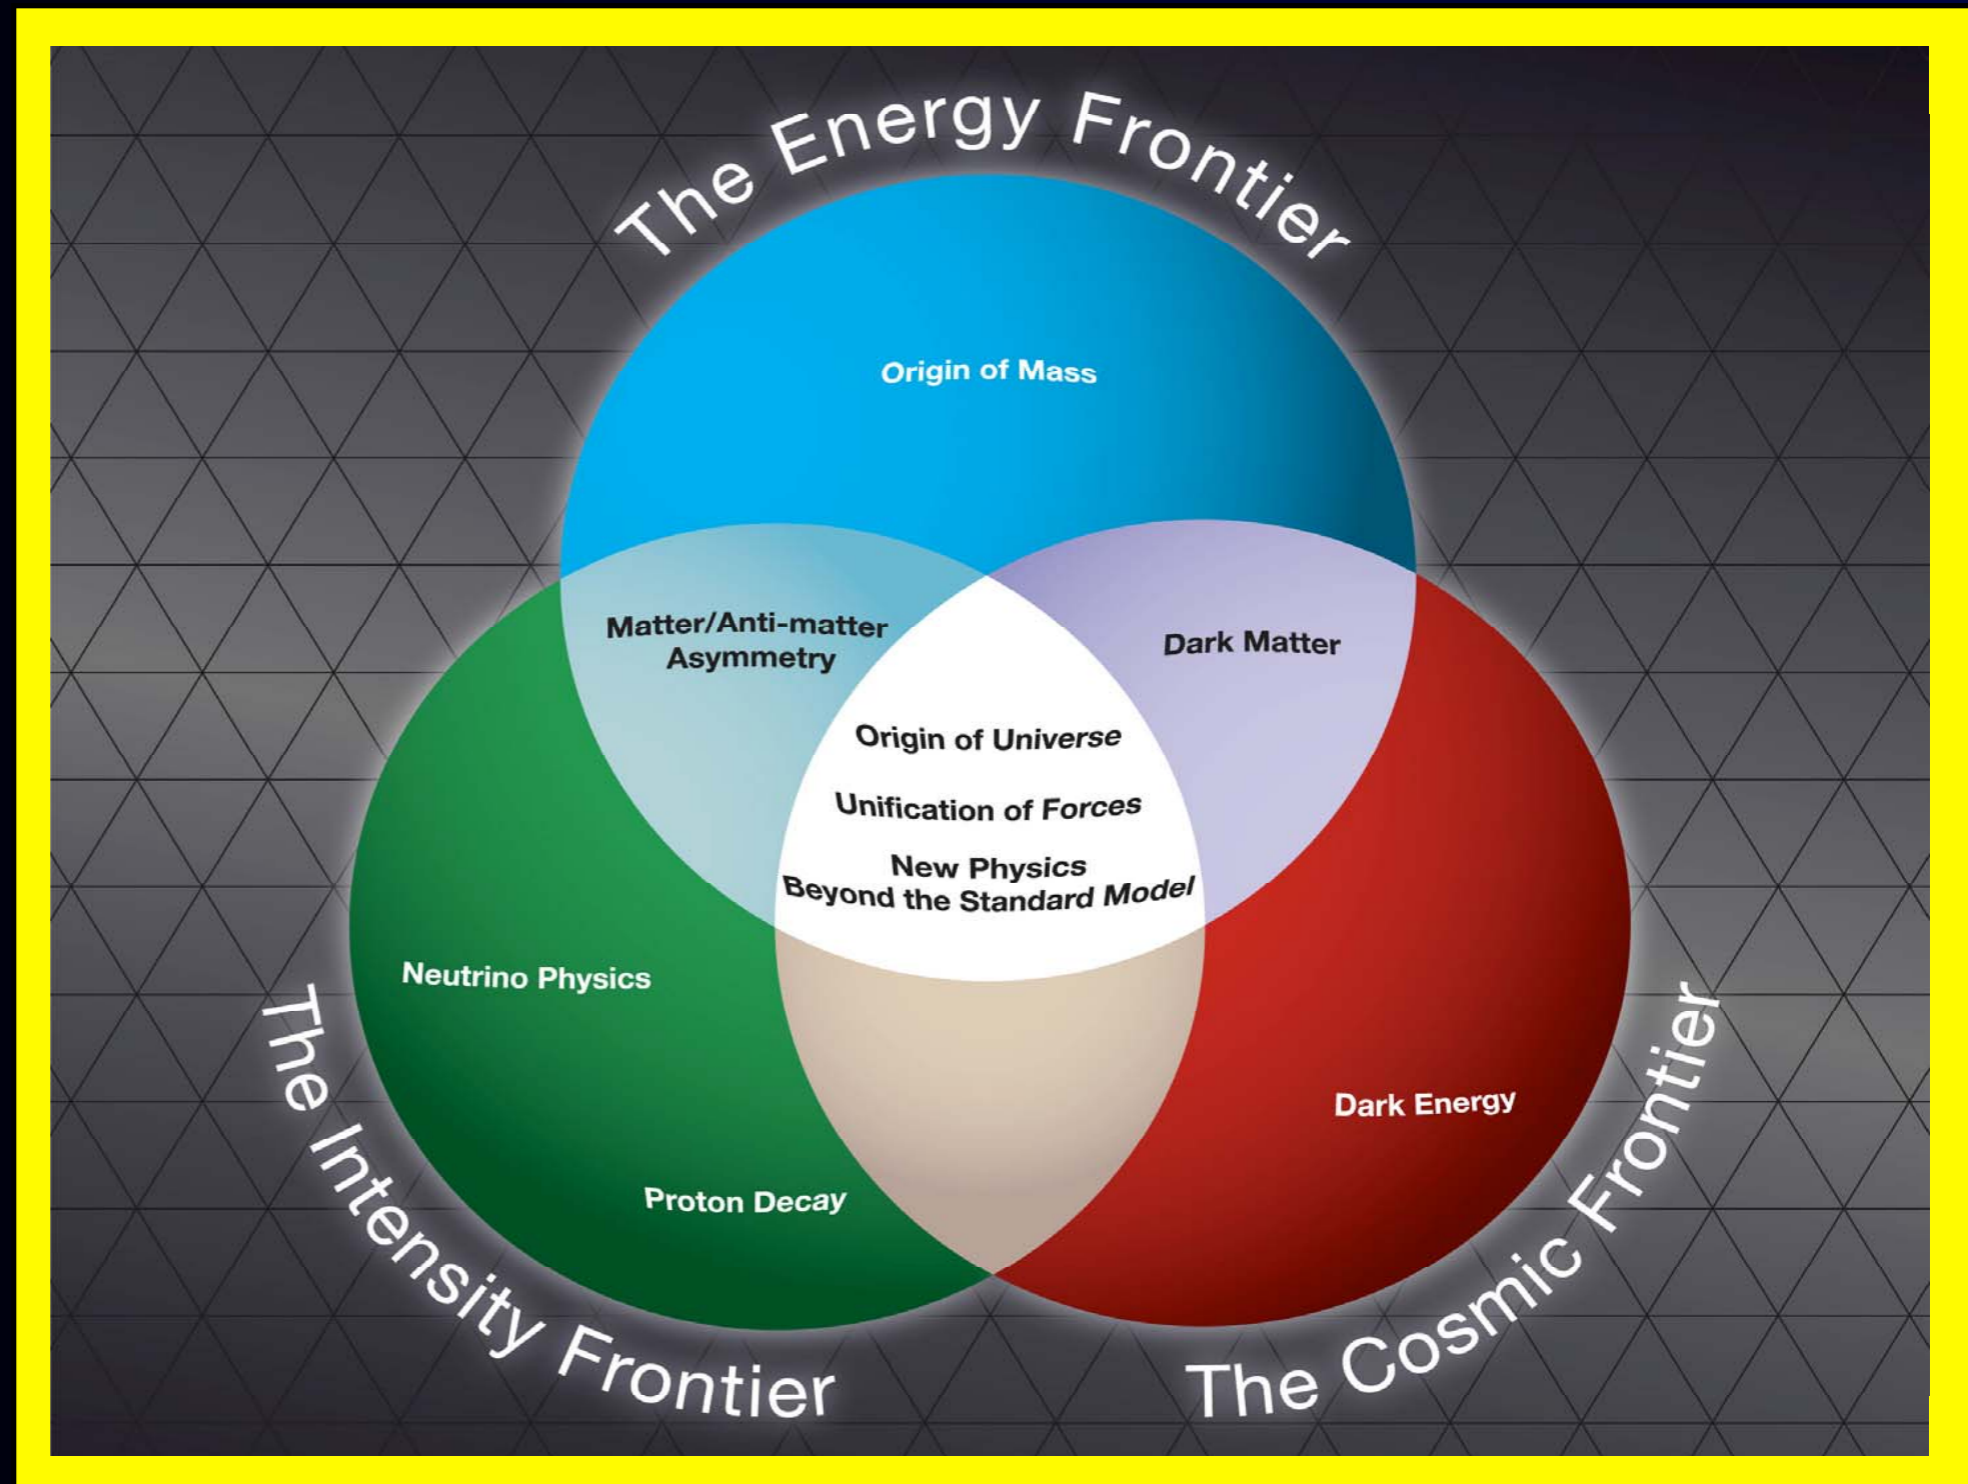 The Energy Frontier
Origin of Mass
Matter/Anti-matter
Asymmetry
Dark Matter
Origin of Universe
Unification of Forces
New Physics
Beyond the Standard Model
Neutrino Physics
Dark Energy
Proton Decay
The Intensity Frontier
The Cosmic Frontier